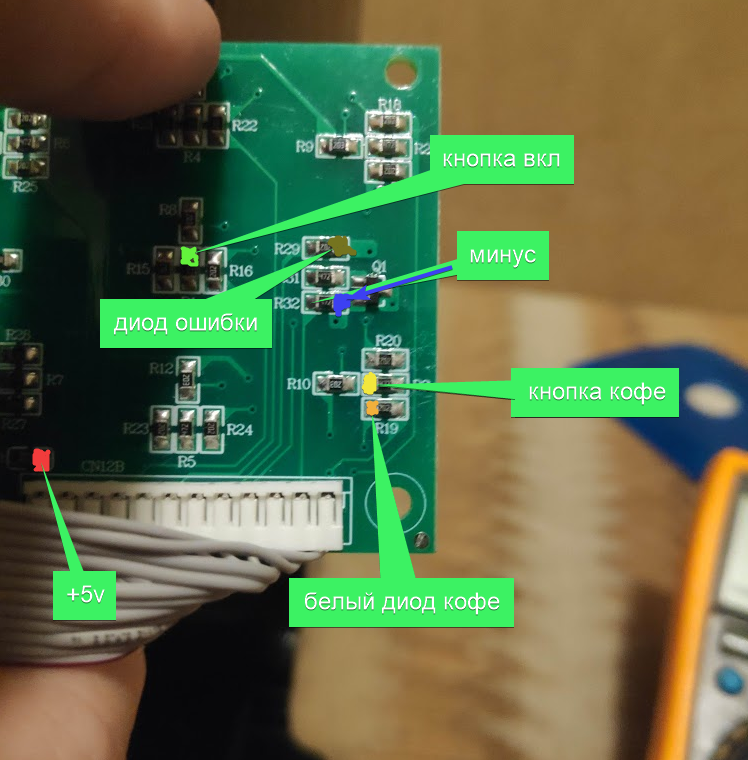 R18
R22
R9
R4
R25
кнопка вкл
R29
Q1
минус
R15
R16
R32
диод ошибки
R20
R12
R10
R7
кнопка кофе
R27
R19
R23
R24
R5
CN12B
+5v
белый диод кофе